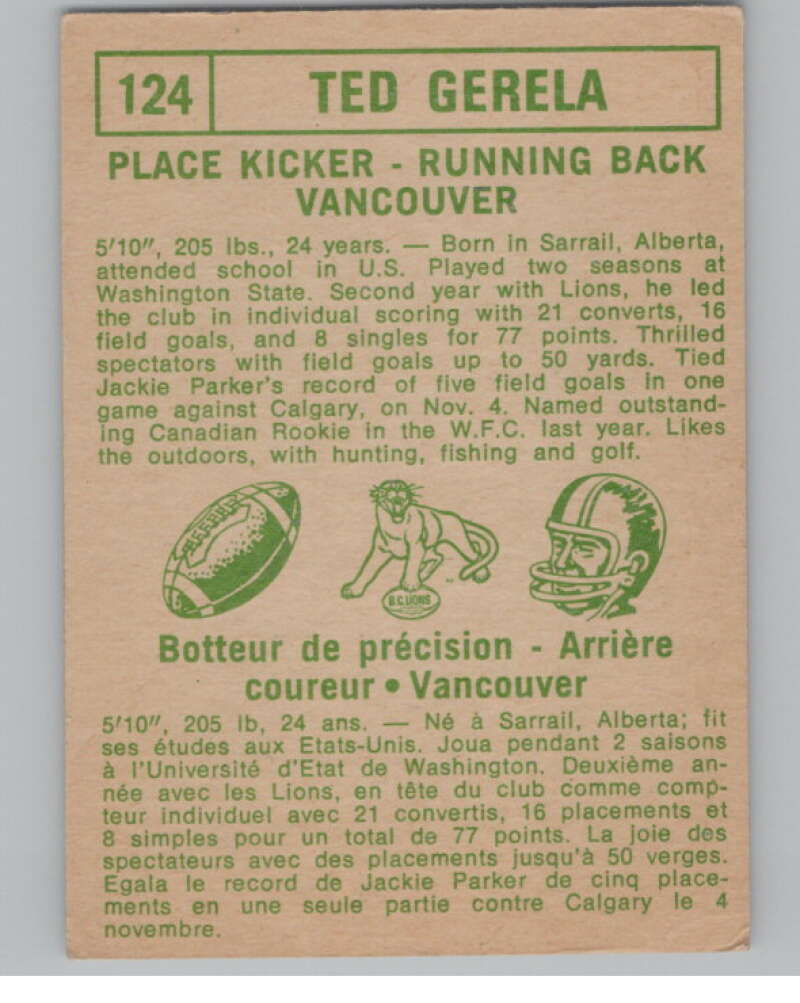 124 TED GERELA
PLACE KICKER - RUNNING BACK
VANCOUVER
5'10", 205 lbs., 24 years. — Born in Sarrail, Alberta,
attended school in U.S. Played two seasons at
Washington State. Second year with Lions, he led
the club in individual scoring with 21 converts, 16
field goals, and 8 singles for 77 points. Thrilled
spectators with field goals up to 50 yards. Tied
Jackie Parker's record of five field goals in one
game against Calgary, on Nov. 4. Named outstand-
ing Canadian Rookie in the W.F.C. last year. Likes
the outdoors, with hunting, fishing and golf.
B.C. LIONS
Botteur de précision - Arrière
coureur • Vancouver
5'10", 205 lb, 24 ans. — Né à Sarrail, Alberta; fit
ses études aux Etats-Unis. Joua pendant 2 saisons
à l'Université d'Etat de Washington. Deuxième an-
née avec les Lions, en tête du club comme comp-
teur individuel avec 21 convertis, 16 placements et
8 simples pour un total de 77 points. La joie des
spectateurs avec des placements jusqu'à 50 verges.
Egala le record de Jackie Parker de cinq place-
ments en une seule partie contre Calgary le 4
novembre.